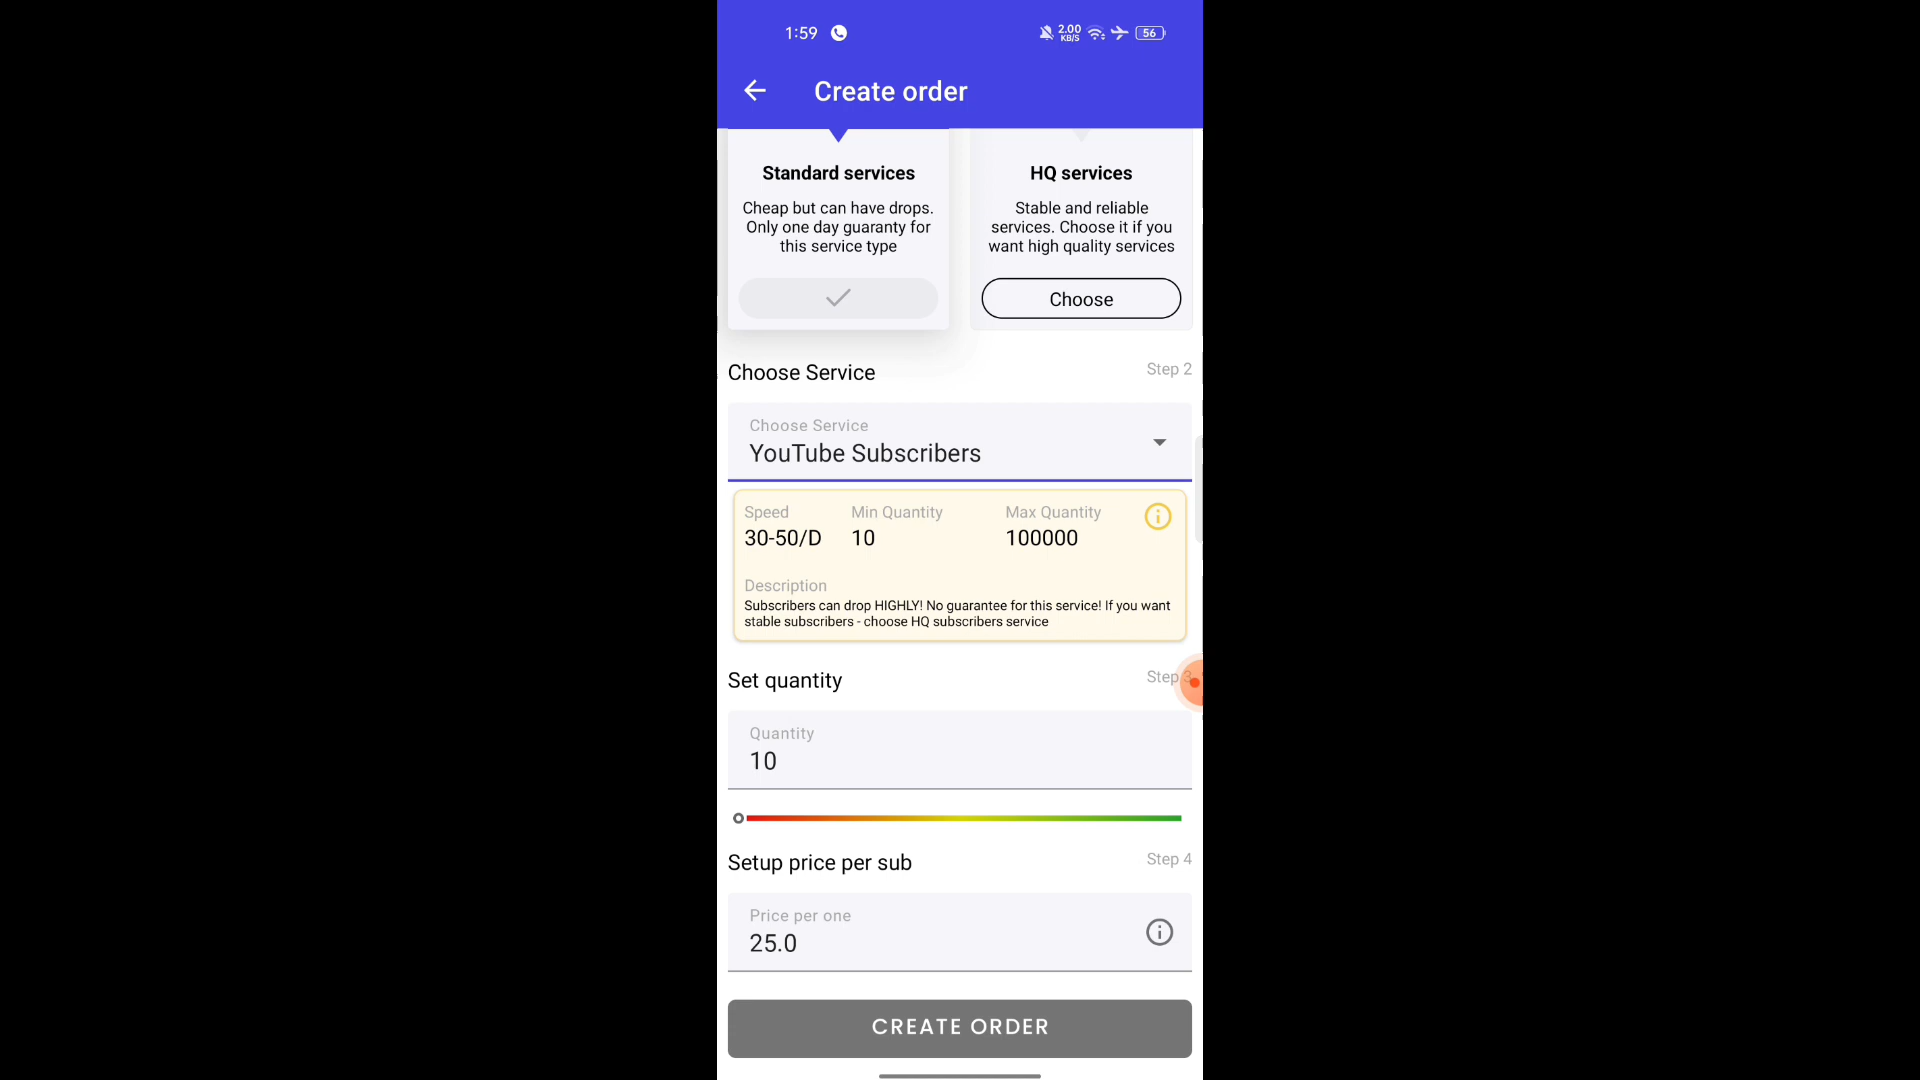 1:59 2.00 KB/S 56
Create order
Standard services
Cheap but can have drops.
Only one day guaranty for
this service type
HQ services
Stable and reliable
services. Choose it if you
want high quality services
Choose
Choose Service Step 2
Choose Service
YouTube Subscribers
Speed Min Quantity Max Quantity
30-50/D 10 100000
Description
Subscribers can drop HIGHLY! No guarantee for this service! If you want
stable subscribers - choose HQ subscribers service
Set quantity Step 3
Quantity
10
Setup price per sub Step 4
Price per one
25.0
CREATE ORDER